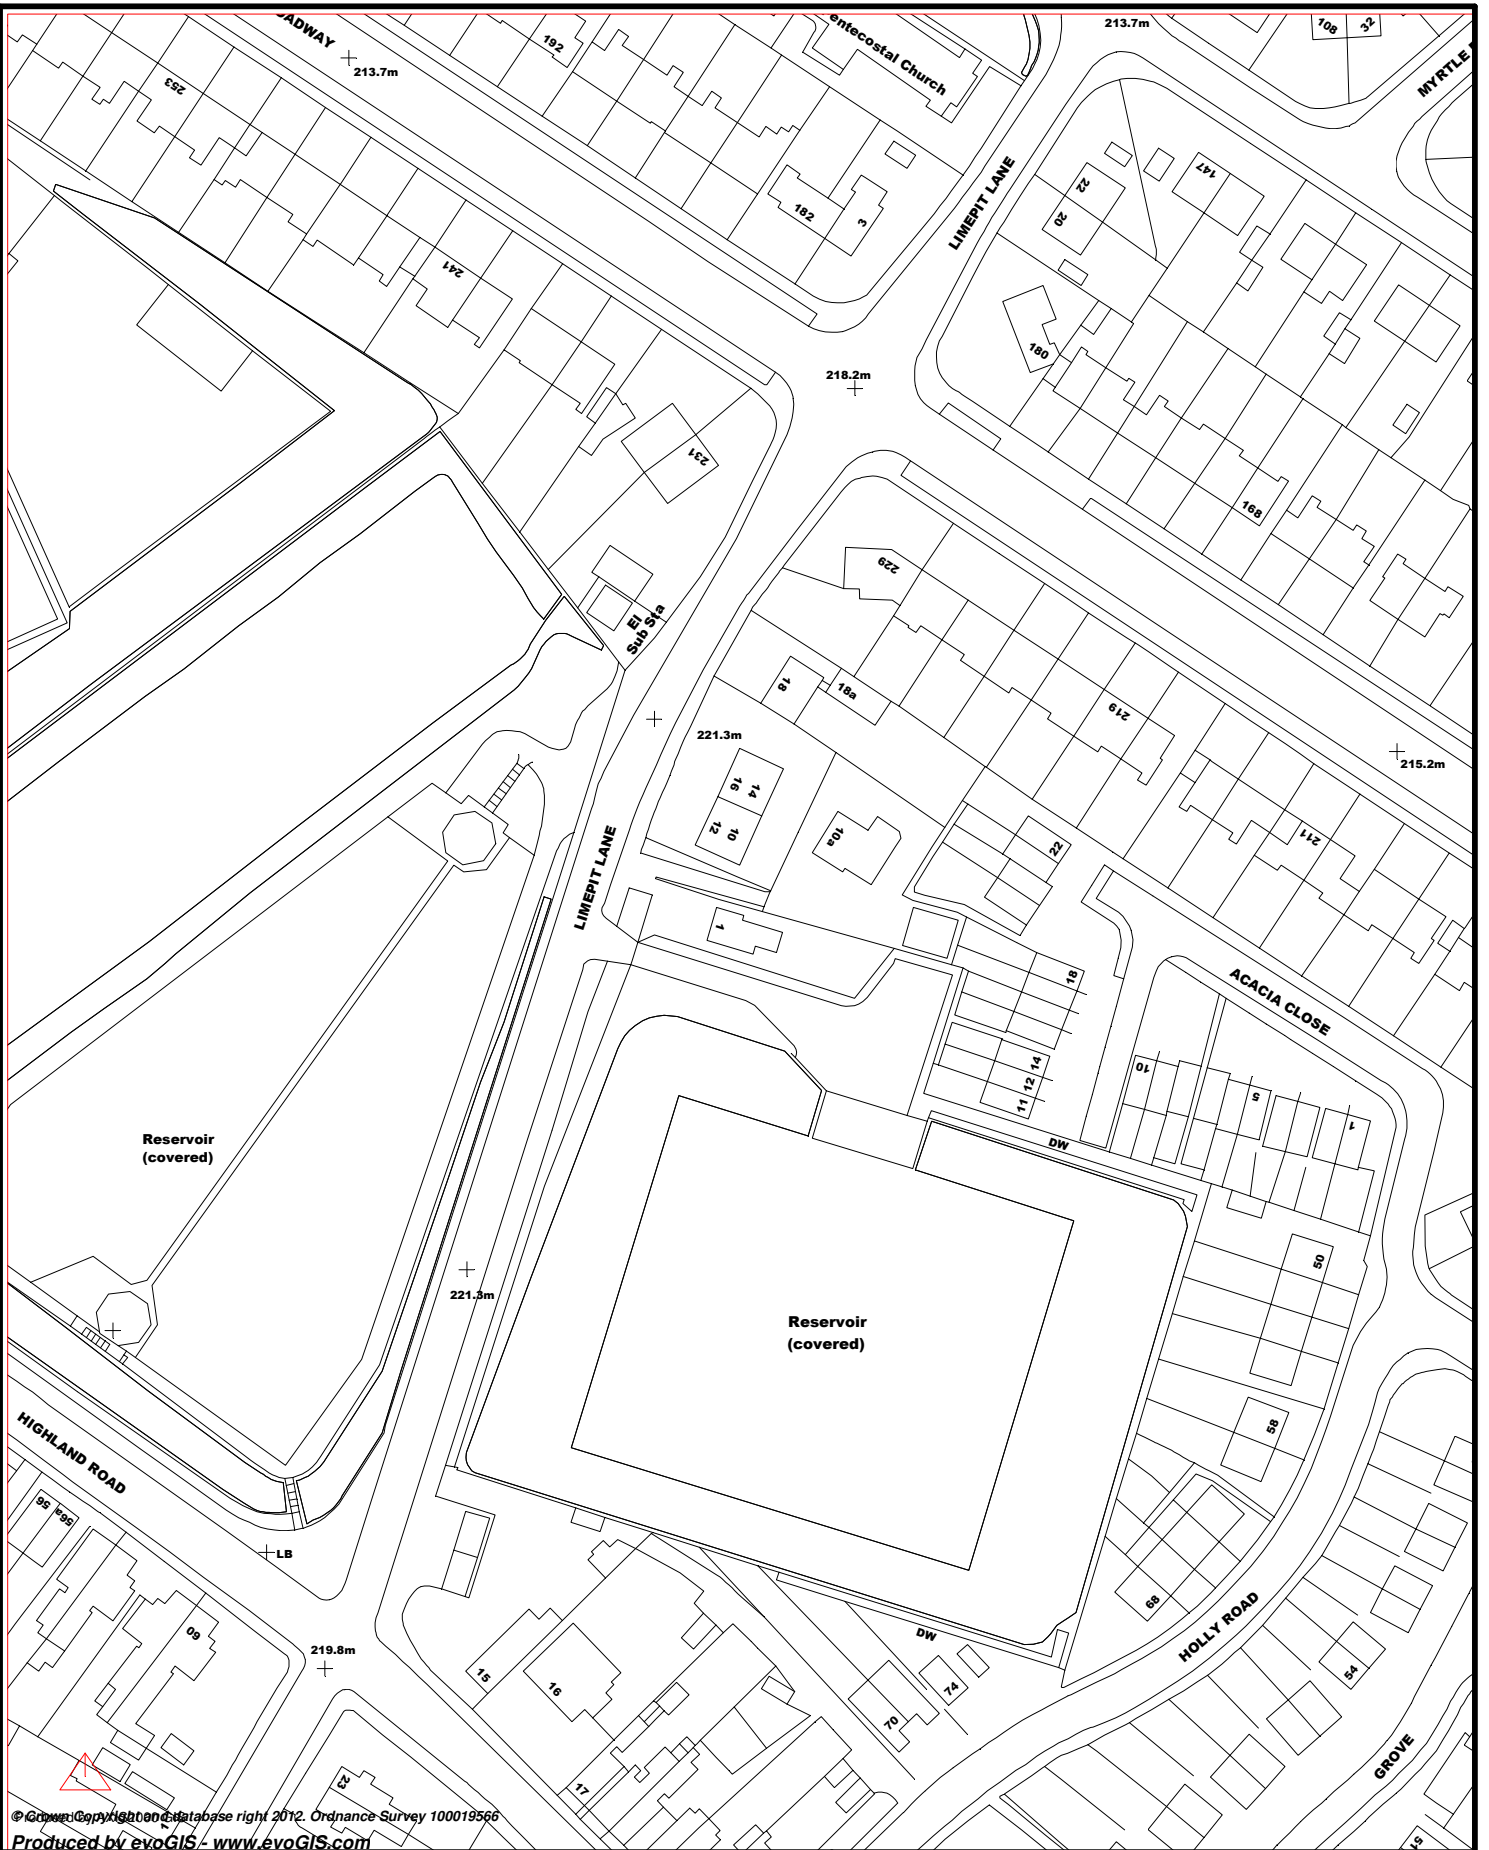 213.7m
192
entecostal Church
213.7m
108
32
253
147
LIMEPIT LANE
22
20
182
3
241
180
218.2m
231
168
229
El
Sub Sta
18
18a
219
221.3m
215.2m
16
14
12
10
10a
22
211
LIMEPIT LANE
1
18
ACACIA CLOSE
14
12
11
10
5
1
DW
Reservoir
(covered)
50
221.3m
Reservoir
(covered)
58
HIGHLAND ROAD
56
56a
LB
68
HOLLY ROAD
60
219.8m
15
16
DW
74
70
54
17
23
GROVE
51
© Crown Copyright and database right 2012. Ordnance Survey 100019566
Produced by evoGIS - www.evoGIS.com